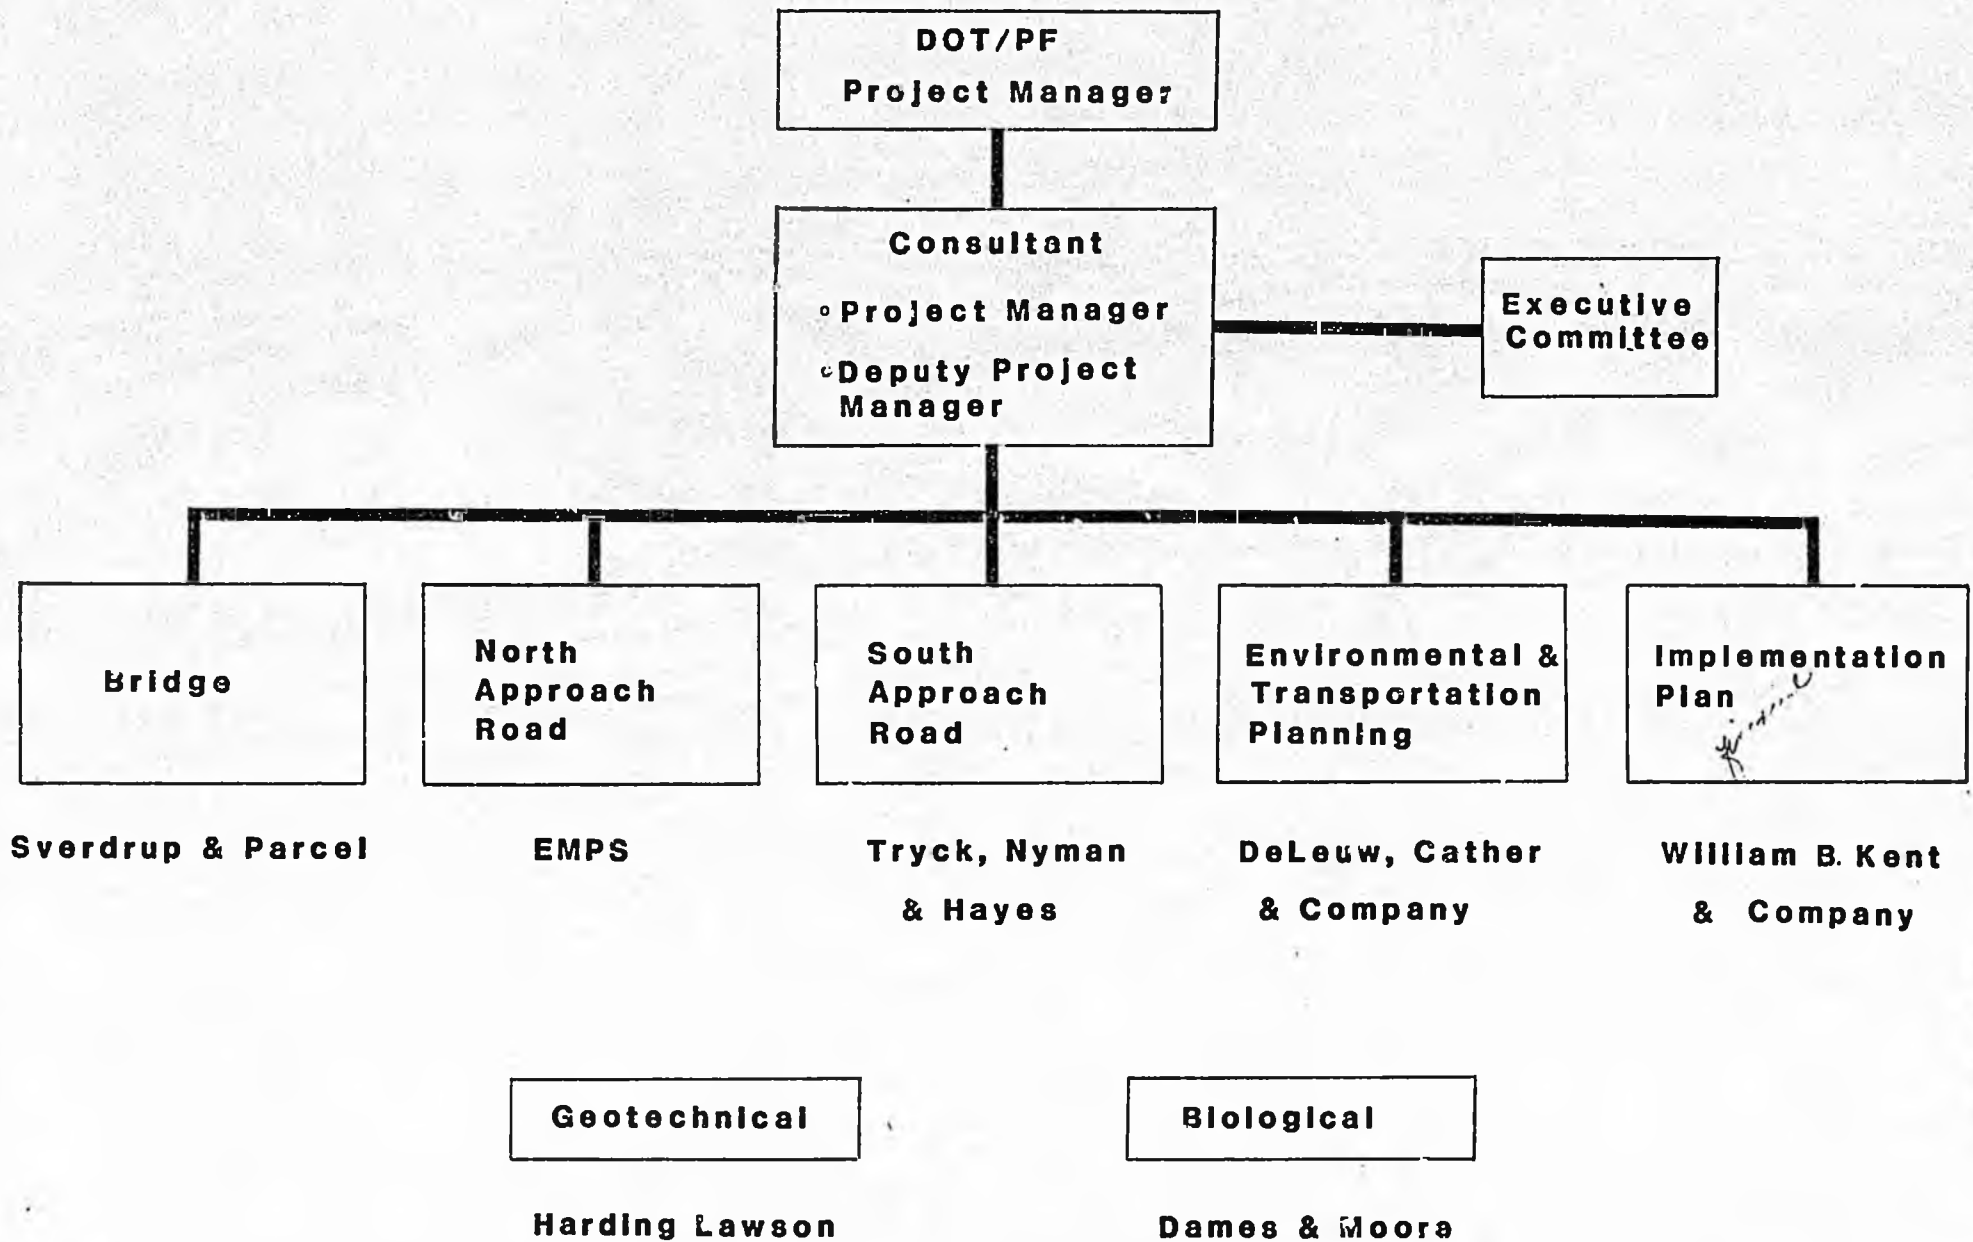 DOT/PF
Project Manager
Consultant
° Project Manager
° Deputy Project
Manager
Executive
Committee
Bridge
North
Approach
Road
South
Approach
Road
Environmental &
Transportation
Planning
Implementation
Plan
Sverdrup & Parcel
EMPS
Tryck, Nyman
& Hayes
DeLeuw, Cather
& Company
William B. Kent
& Company
Geotechnical
Biological
Harding Lawson
Dames & Moore